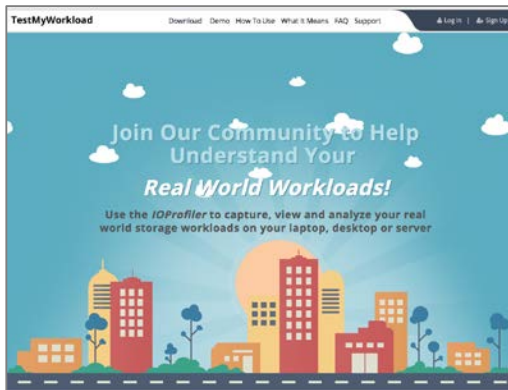 TestMyWorkload
Download Demo How To Use What It Means FAQ Support
Log In | Sign Up
Join Our Community to Help
Understand Your
Real World Workloads!
Use the IOProfiler to capture, view and analyze your real
world storage workloads on your laptop, desktop or server